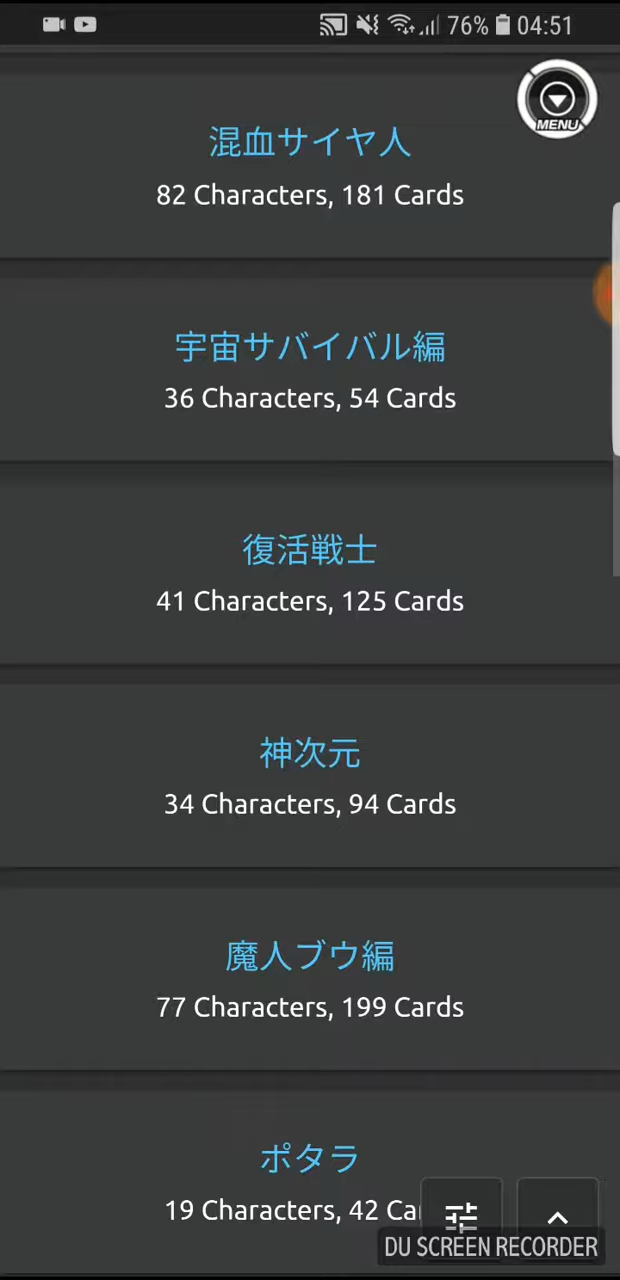 76% 04:51
MENU
混血サイヤ人
82 Characters, 181 Cards
宇宙サバイバル編
36 Characters, 54 Cards
復活戦士
41 Characters, 125 Cards
神次元
34 Characters, 94 Cards
魔人ブウ編
77 Characters, 199 Cards
ポタラ
19 Characters, 42 Ca
DU SCREEN RECORDER